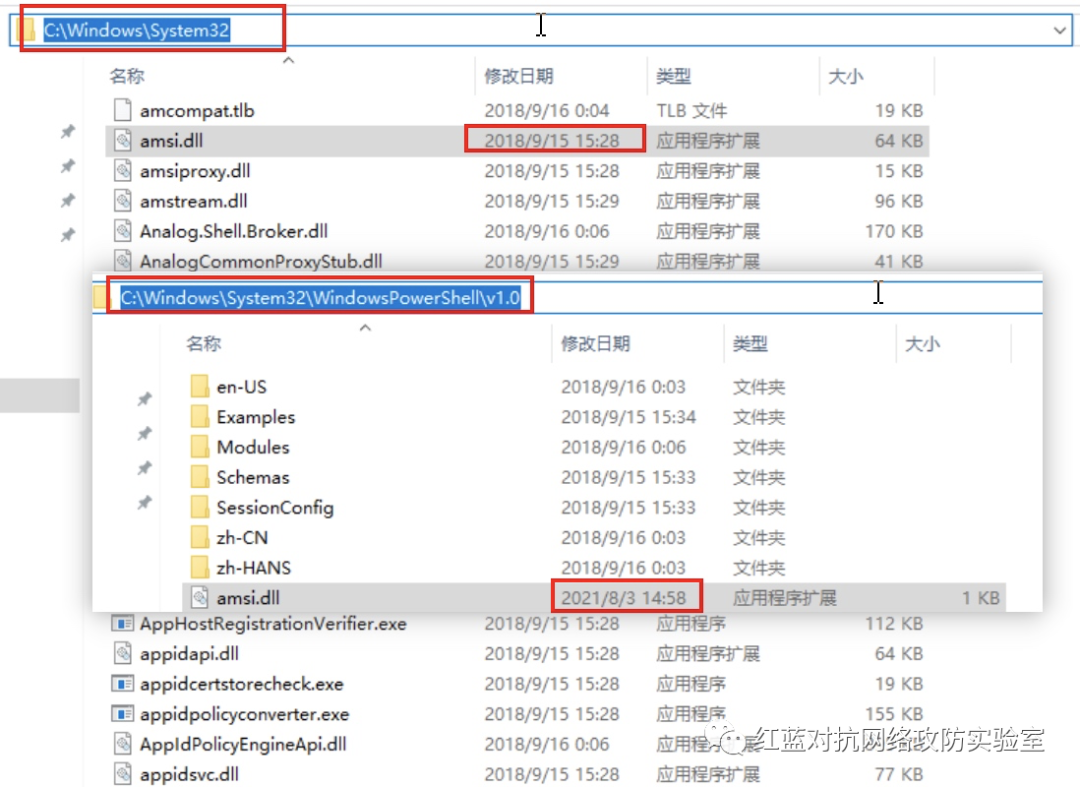 C:\Windows\System32
名称 修改日期 类型 大小
amcompat.tlb 2018/9/16 0:04 TLB 文件 19 KB
amsi.dll 2018/9/15 15:28 应用程序扩展 64 KB
amsiproxy.dll 2018/9/15 15:28 应用程序扩展 15 KB
amstream.dll 2018/9/15 15:29 应用程序扩展 96 KB
Analog.Shell.Broker.dll 2018/9/16 0:06 应用程序扩展 170 KB
AnalogCommonProxyStub.dll 2018/9/15 15:29 应用程序扩展 41 KB
C:\Windows\System32\WindowsPowerShell\v1.0
名称 修改日期 类型 大小
en-US 2018/9/16 0:03 文件夹
Examples 2018/9/15 15:34 文件夹
Modules 2018/9/16 0:06 文件夹
Schemas 2018/9/15 15:33 文件夹
SessionConfig 2018/9/15 15:33 文件夹
zh-CN 2018/9/16 0:03 文件夹
zh-HANS 2018/9/16 0:03 文件夹
amsi.dll 2021/8/3 14:58 应用程序扩展 1 KB
AppHostRegistrationVerifier.exe 2018/9/15 15:28 应用程序 112 KB
appidapi.dll 2018/9/15 15:28 应用程序扩展 64 KB
appidcertstorecheck.exe 2018/9/15 15:28 应用程序 19 KB
appidpolicyconverter.exe 2018/9/15 15:28 应用程序 155 KB
AppIdPolicyEngineApi.dll 2018/9/16 0:06 应用程序扩展
红蓝对抗网络攻防实验室
appidsvc.dll 2018/9/15 15:28 应用程序扩展 77 KB